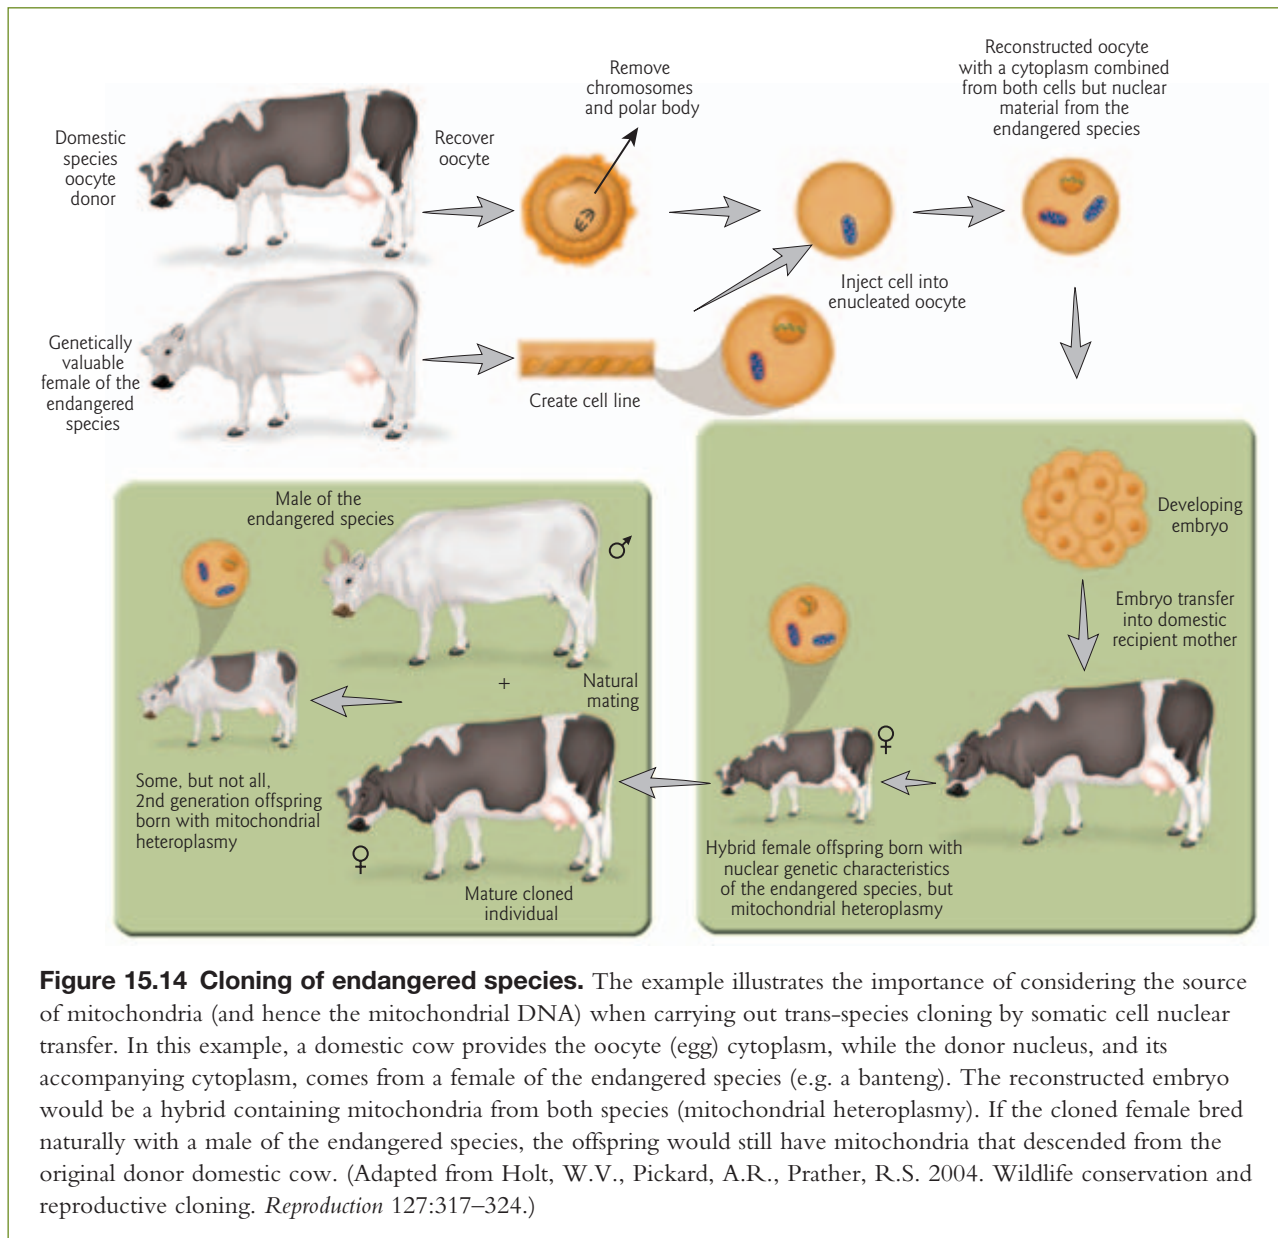 Domestic
species
oocyte
donor
Recover
oocyte
Remove
chromosomes
and polar body
Reconstructed oocyte
with a cytoplasm combined
from both cells but nuclear
material from the
endangered species
Inject cell into
enucleated oocyte
Genetically
valuable
female of the
endangered
species
Create cell line
Developing
embryo
Embryo transfer
into domestic
recipient mother
♀
Hybrid female offspring born with
nuclear genetic characteristics
of the endangered species, but
mitochondrial heteroplasmy
Male of the
endangered species
♂
+
Natural
mating
♀
Mature cloned
individual
Some, but not all,
2nd generation offspring
born with mitochondrial
heteroplasmy
Figure 15.14 Cloning of endangered species. The example illustrates the importance of considering the source
of mitochondria (and hence the mitochondrial DNA) when carrying out trans-species cloning by somatic cell nuclear
transfer. In this example, a domestic cow provides the oocyte (egg) cytoplasm, while the donor nucleus, and its
accompanying cytoplasm, comes from a female of the endangered species (e.g. a banteng). The reconstructed embryo
would be a hybrid containing mitochondria from both species (mitochondrial heteroplasmy). If the cloned female bred
naturally with a male of the endangered species, the offspring would still have mitochondria that descended from the
original donor domestic cow. (Adapted from Holt, W.V., Pickard, A.R., Prather, R.S. 2004. Wildlife conservation and
reproductive cloning. Reproduction 127:317–324.)